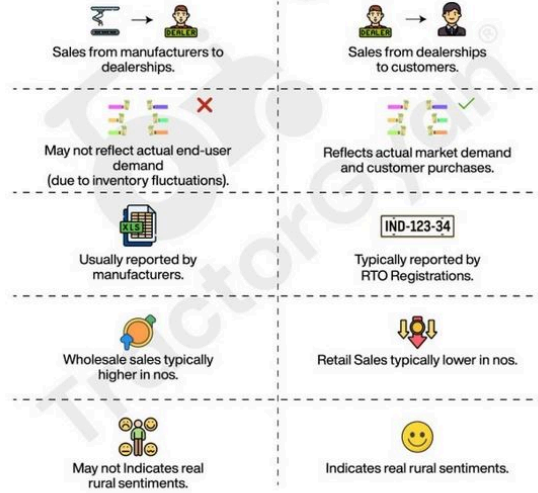 DEALER
DEALER
Sales from manufacturers to
dealerships.
Sales from dealerships
to customers.
May not reflect actual end-user
demand
(due to inventory fluctuations).
Reflects actual market demand
and customer purchases.
XLS
IND-123-34
Usually reported by
manufacturers.
Typically reported by
RTO Registrations.
Wholesale sales typically
higher in nos.
Retail Sales typically lower in nos.
May not Indicates real
rural sentiments.
Indicates real rural sentiments.
TractorGyan
®